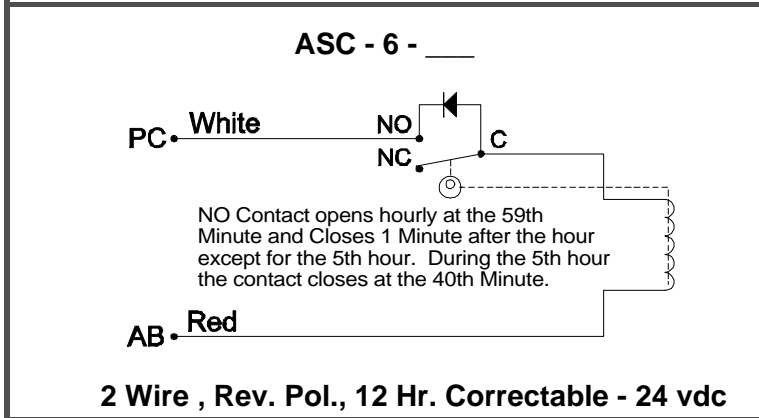 ASC - 6 - ___
White
PC
NO
C
NC
NO Contact opens hourly at the 59th
Minute and Closes 1 Minute after the hour
except for the 5th hour. During the 5th hour
the contact closes at the 40th Minute.
Red
AB
2 Wire , Rev. Pol., 12 Hr. Correctable - 24 vdc